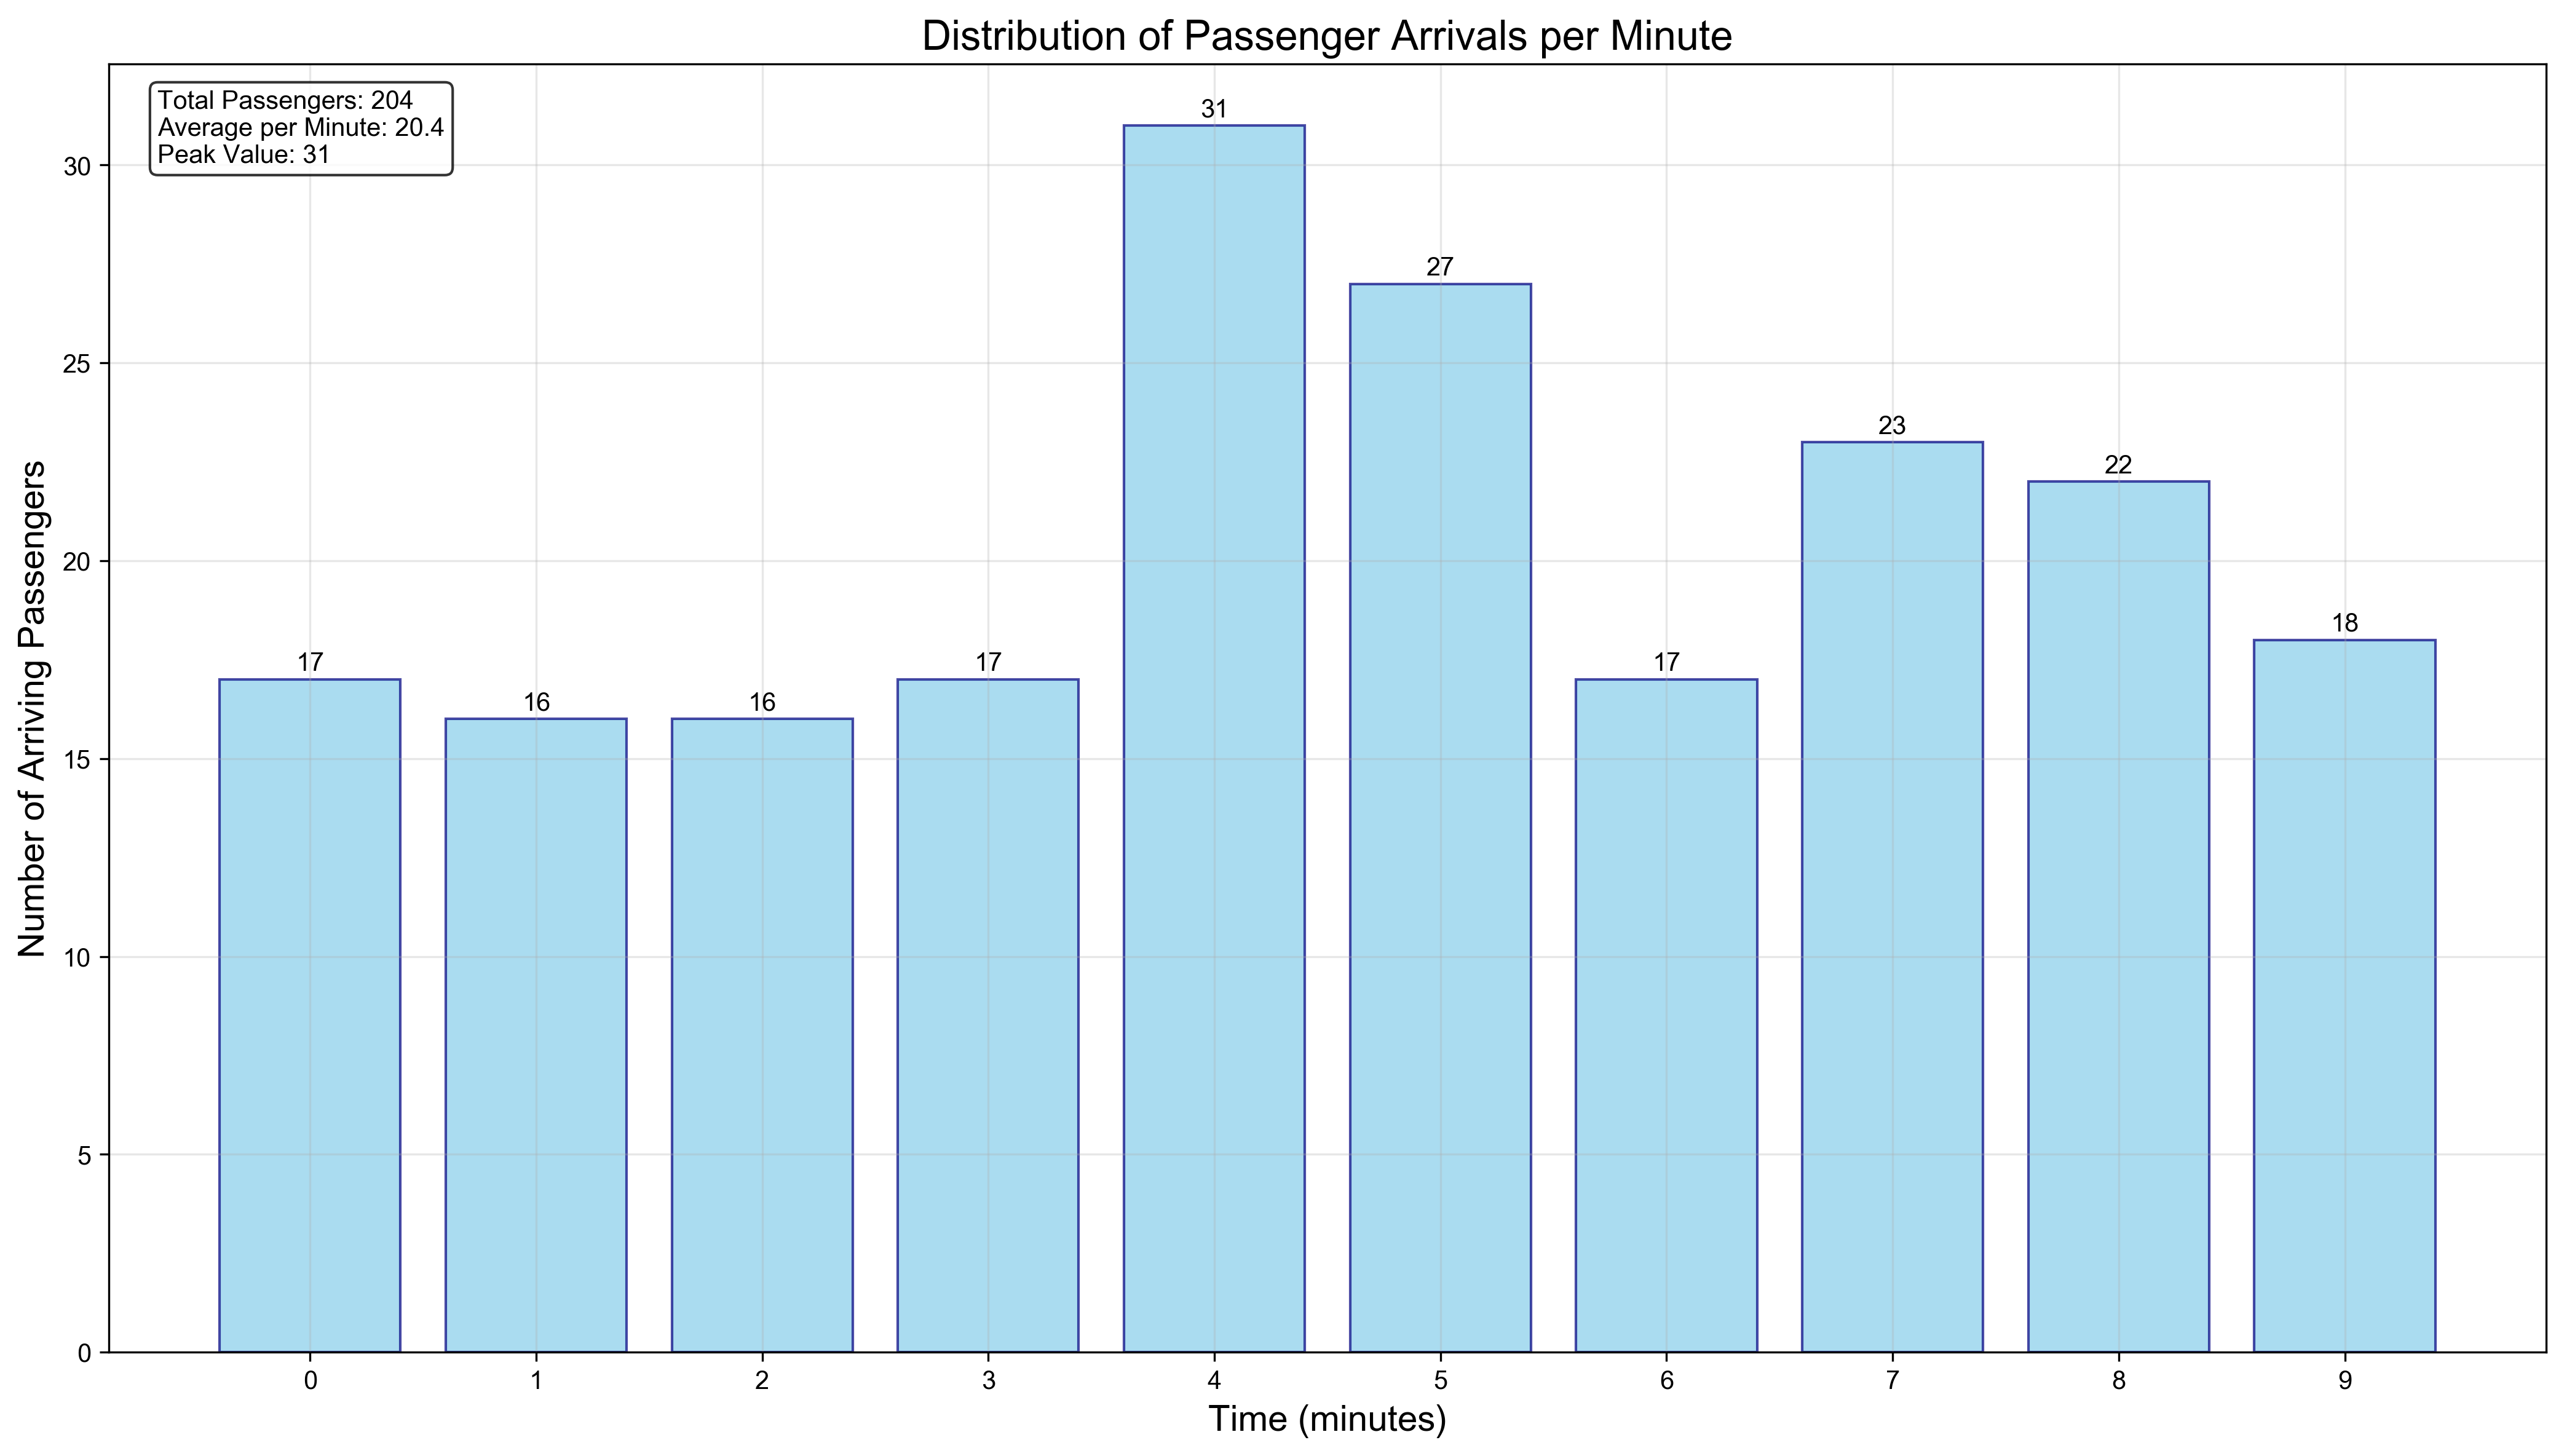 Distribution of Passenger Arrivals per Minute
Total Passengers: 204
Average per Minute: 20.4
Peak Value: 31
Number of Arriving Passengers
30
25
20
15
10
5
0
17
16
16
17
31
27
17
23
22
18
0 1 2 3 4 5 6 7 8 9
Time (minutes)